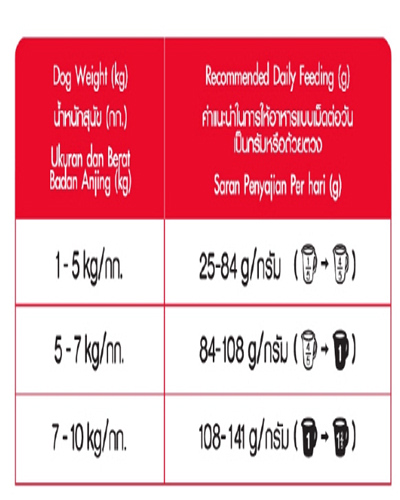 Dog Weight (kg)
น้ำหนักสุนัข (กก.)
Ukuran dan Berat
Badan Anjing (kg)
Recommended Daily Feeding (g)
คำแนะนำในการให้อาหารแบบเม็ดต่อวัน
เป็นกรัมหรือถ้วยตวง
Saran Penyajian Per hari (g)
1 - 5 kg/กก.
25-84 g/กรัม ( → )
5 - 7 kg/กก.
84-108 g/กรัม ( → 1 )
7 - 10 kg/กก.
108-141 g/กรัม ( 1 → )